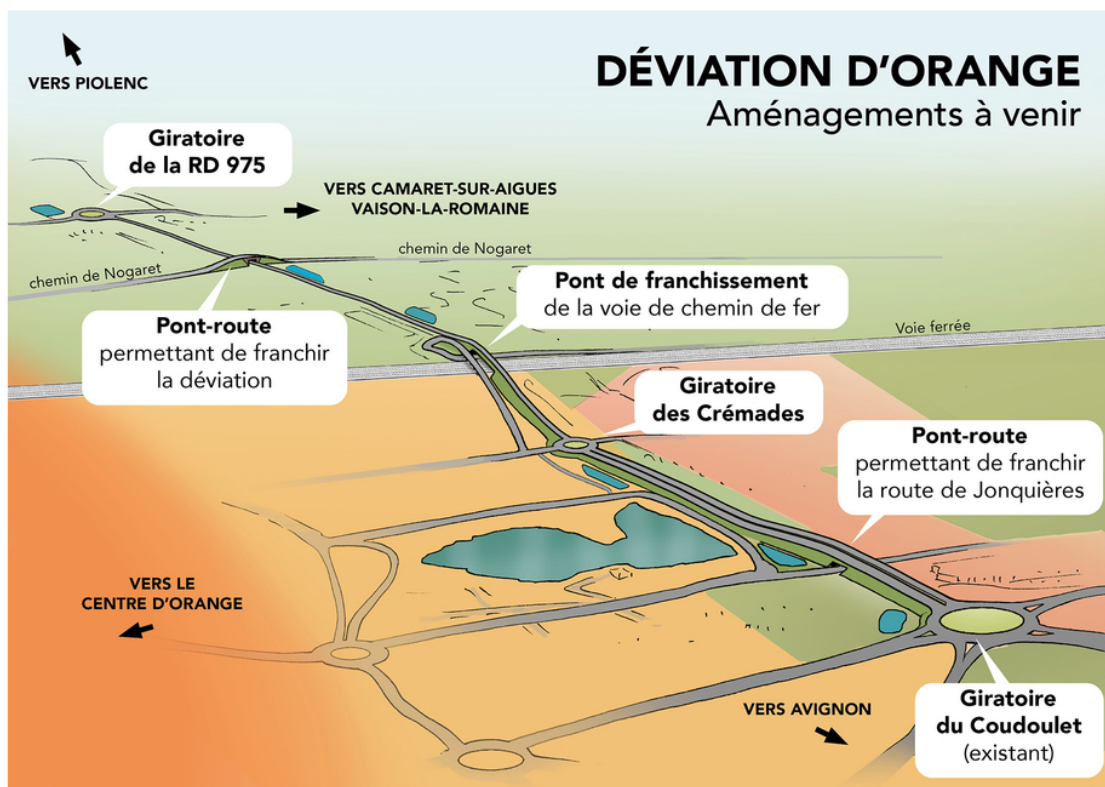 DÉVIATION D'ORANGE
Aménagements à venir
VERS PIOLENC
Giratoire
de la RD 975
VERS CAMARET-SUR-AIGUES
VAISON-LA-ROMAINE
chemin de Nogaret
chemin de Nogaret
Pont de franchissement
de la voie de chemin de fer
Pont-route
permettant de franchir
la déviation
Voie ferrée
Giratoire
des Crémades
Pont-route
permettant de franchir
la route de Jonquières
VERS LE
CENTRE D'ORANGE
VERS AVIGNON
Giratoire
du Coudoulet
(existant)